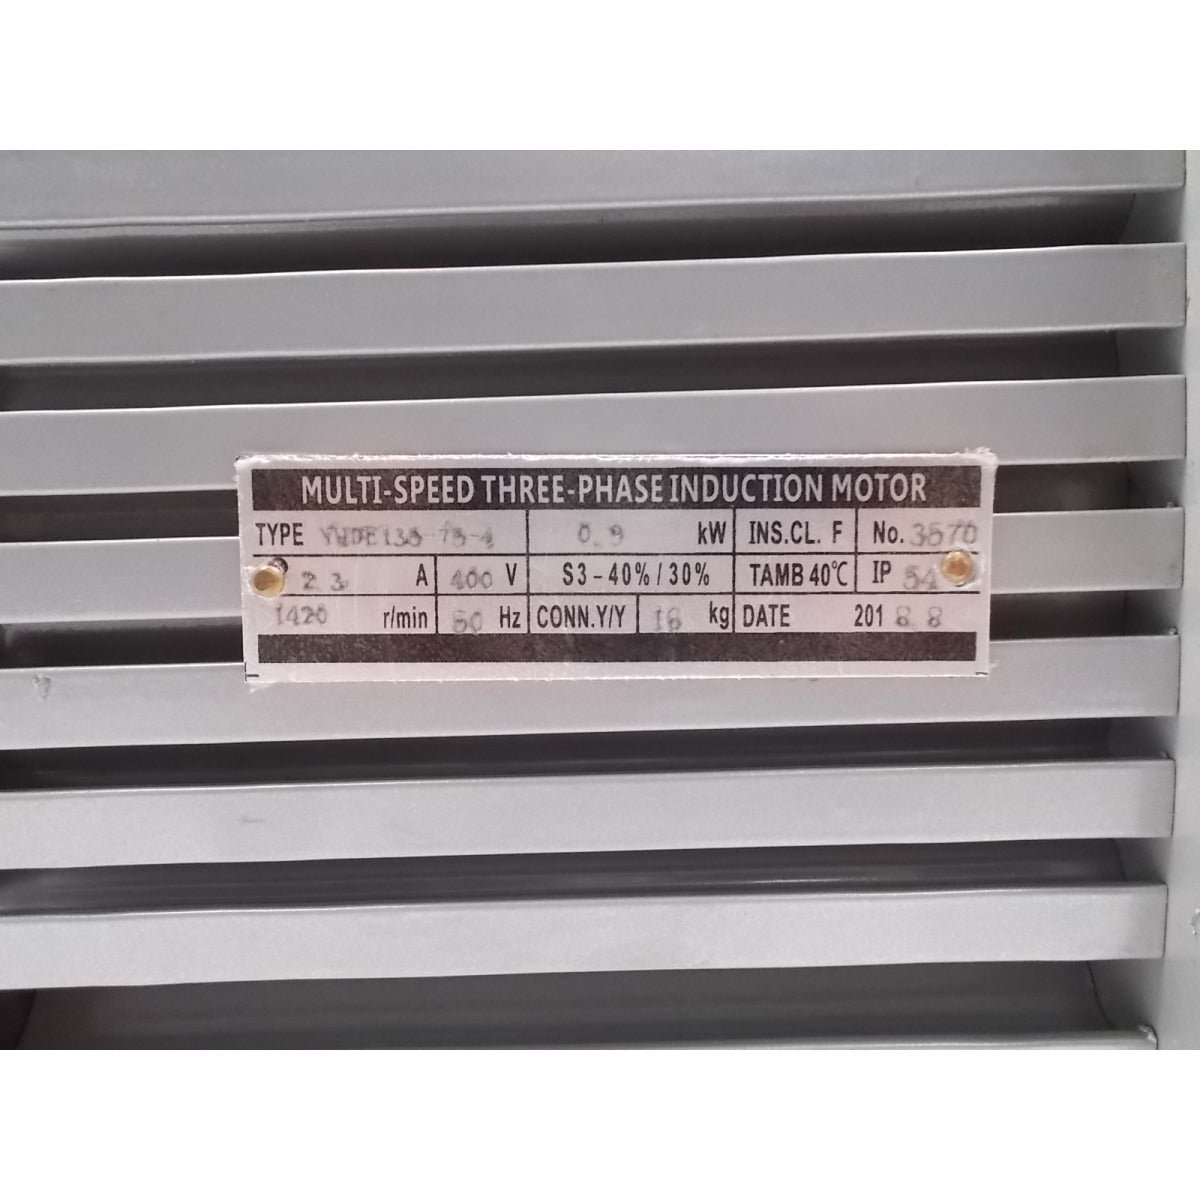 MULTI-SPEED THREE-PHASE INDUCTION MOTOR
TYPE 0.9 kW INS.CL. F No. 3570
2.3 A 400 V S3-40%/30% TAMB 40℃ IP 54
1420 r/min 50 Hz CONN.Y/Y 16 kg DATE 2018.8